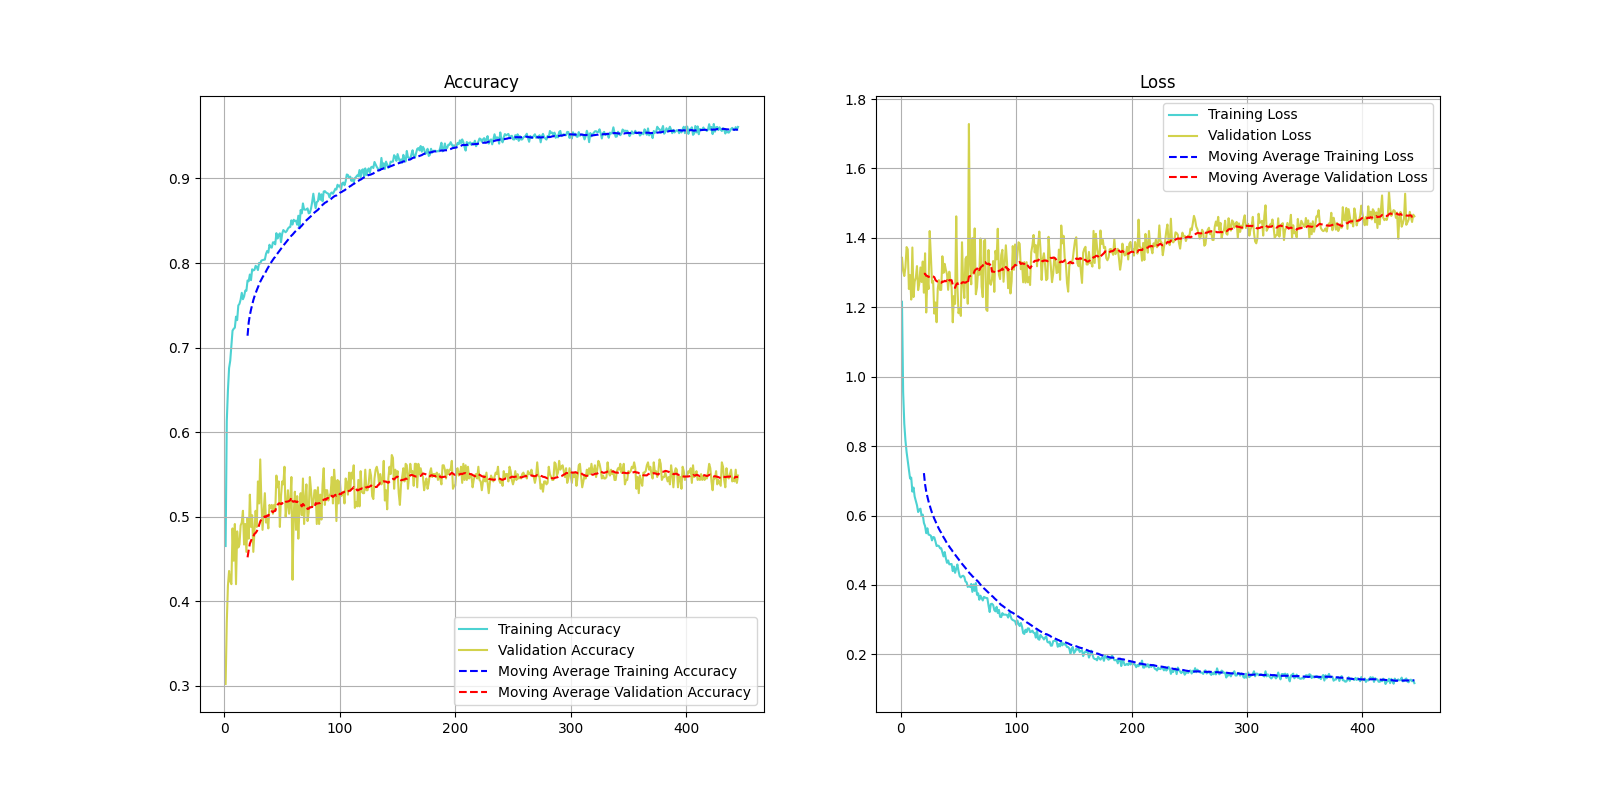 Accuracy
0.9
0.8
0.7
0.6
0.5
0.4
0.3
0 100 200 300 400
Training Accuracy
Validation Accuracy
Moving Average Training Accuracy
Moving Average Validation Accuracy
Loss
1.8
1.6
1.4
1.2
1.0
0.8
0.6
0.4
0.2
0 100 200 300 400
Training Loss
Validation Loss
Moving Average Training Loss
Moving Average Validation Loss